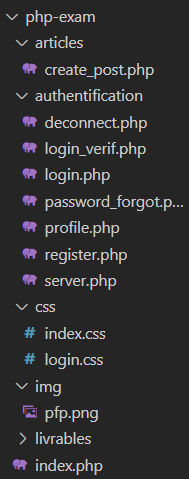 php-exam
articles
create_post.php
authentification
deconnect.php
login_verif.php
login.php
password_forgot.p...
profile.php
register.php
server.php
css
index.css
login.css
img
pfp.png
livrables
index.php